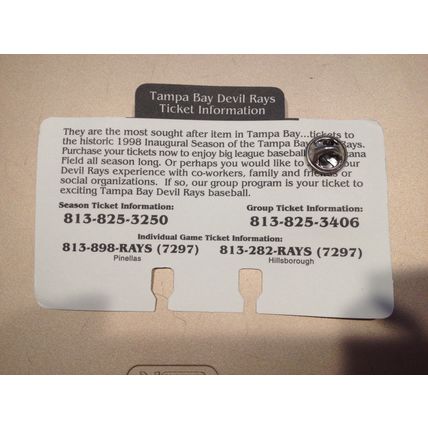 Tampa Bay Devil Rays
Ticket Information
They are the most sought after item in Tampa Bay...tickets to
the historic 1998 Inaugural Season of the Tampa Bay Rays.
Purchase your tickets now to enjoy big league baseball
Field all season long. Or perhaps you would like to your
Devil Rays experience with co-workers, family and friends or
social organizations. If so, our group program is your ticket to
exciting Tampa Bay Devil Rays baseball.
Season Ticket Information:
813-825-3250
Group Ticket Information:
813-825-3406
Individual Game Ticket Information:
813-898-RAYS (7297)
Pinellas
813-282-RAYS (7297)
Hillsborough